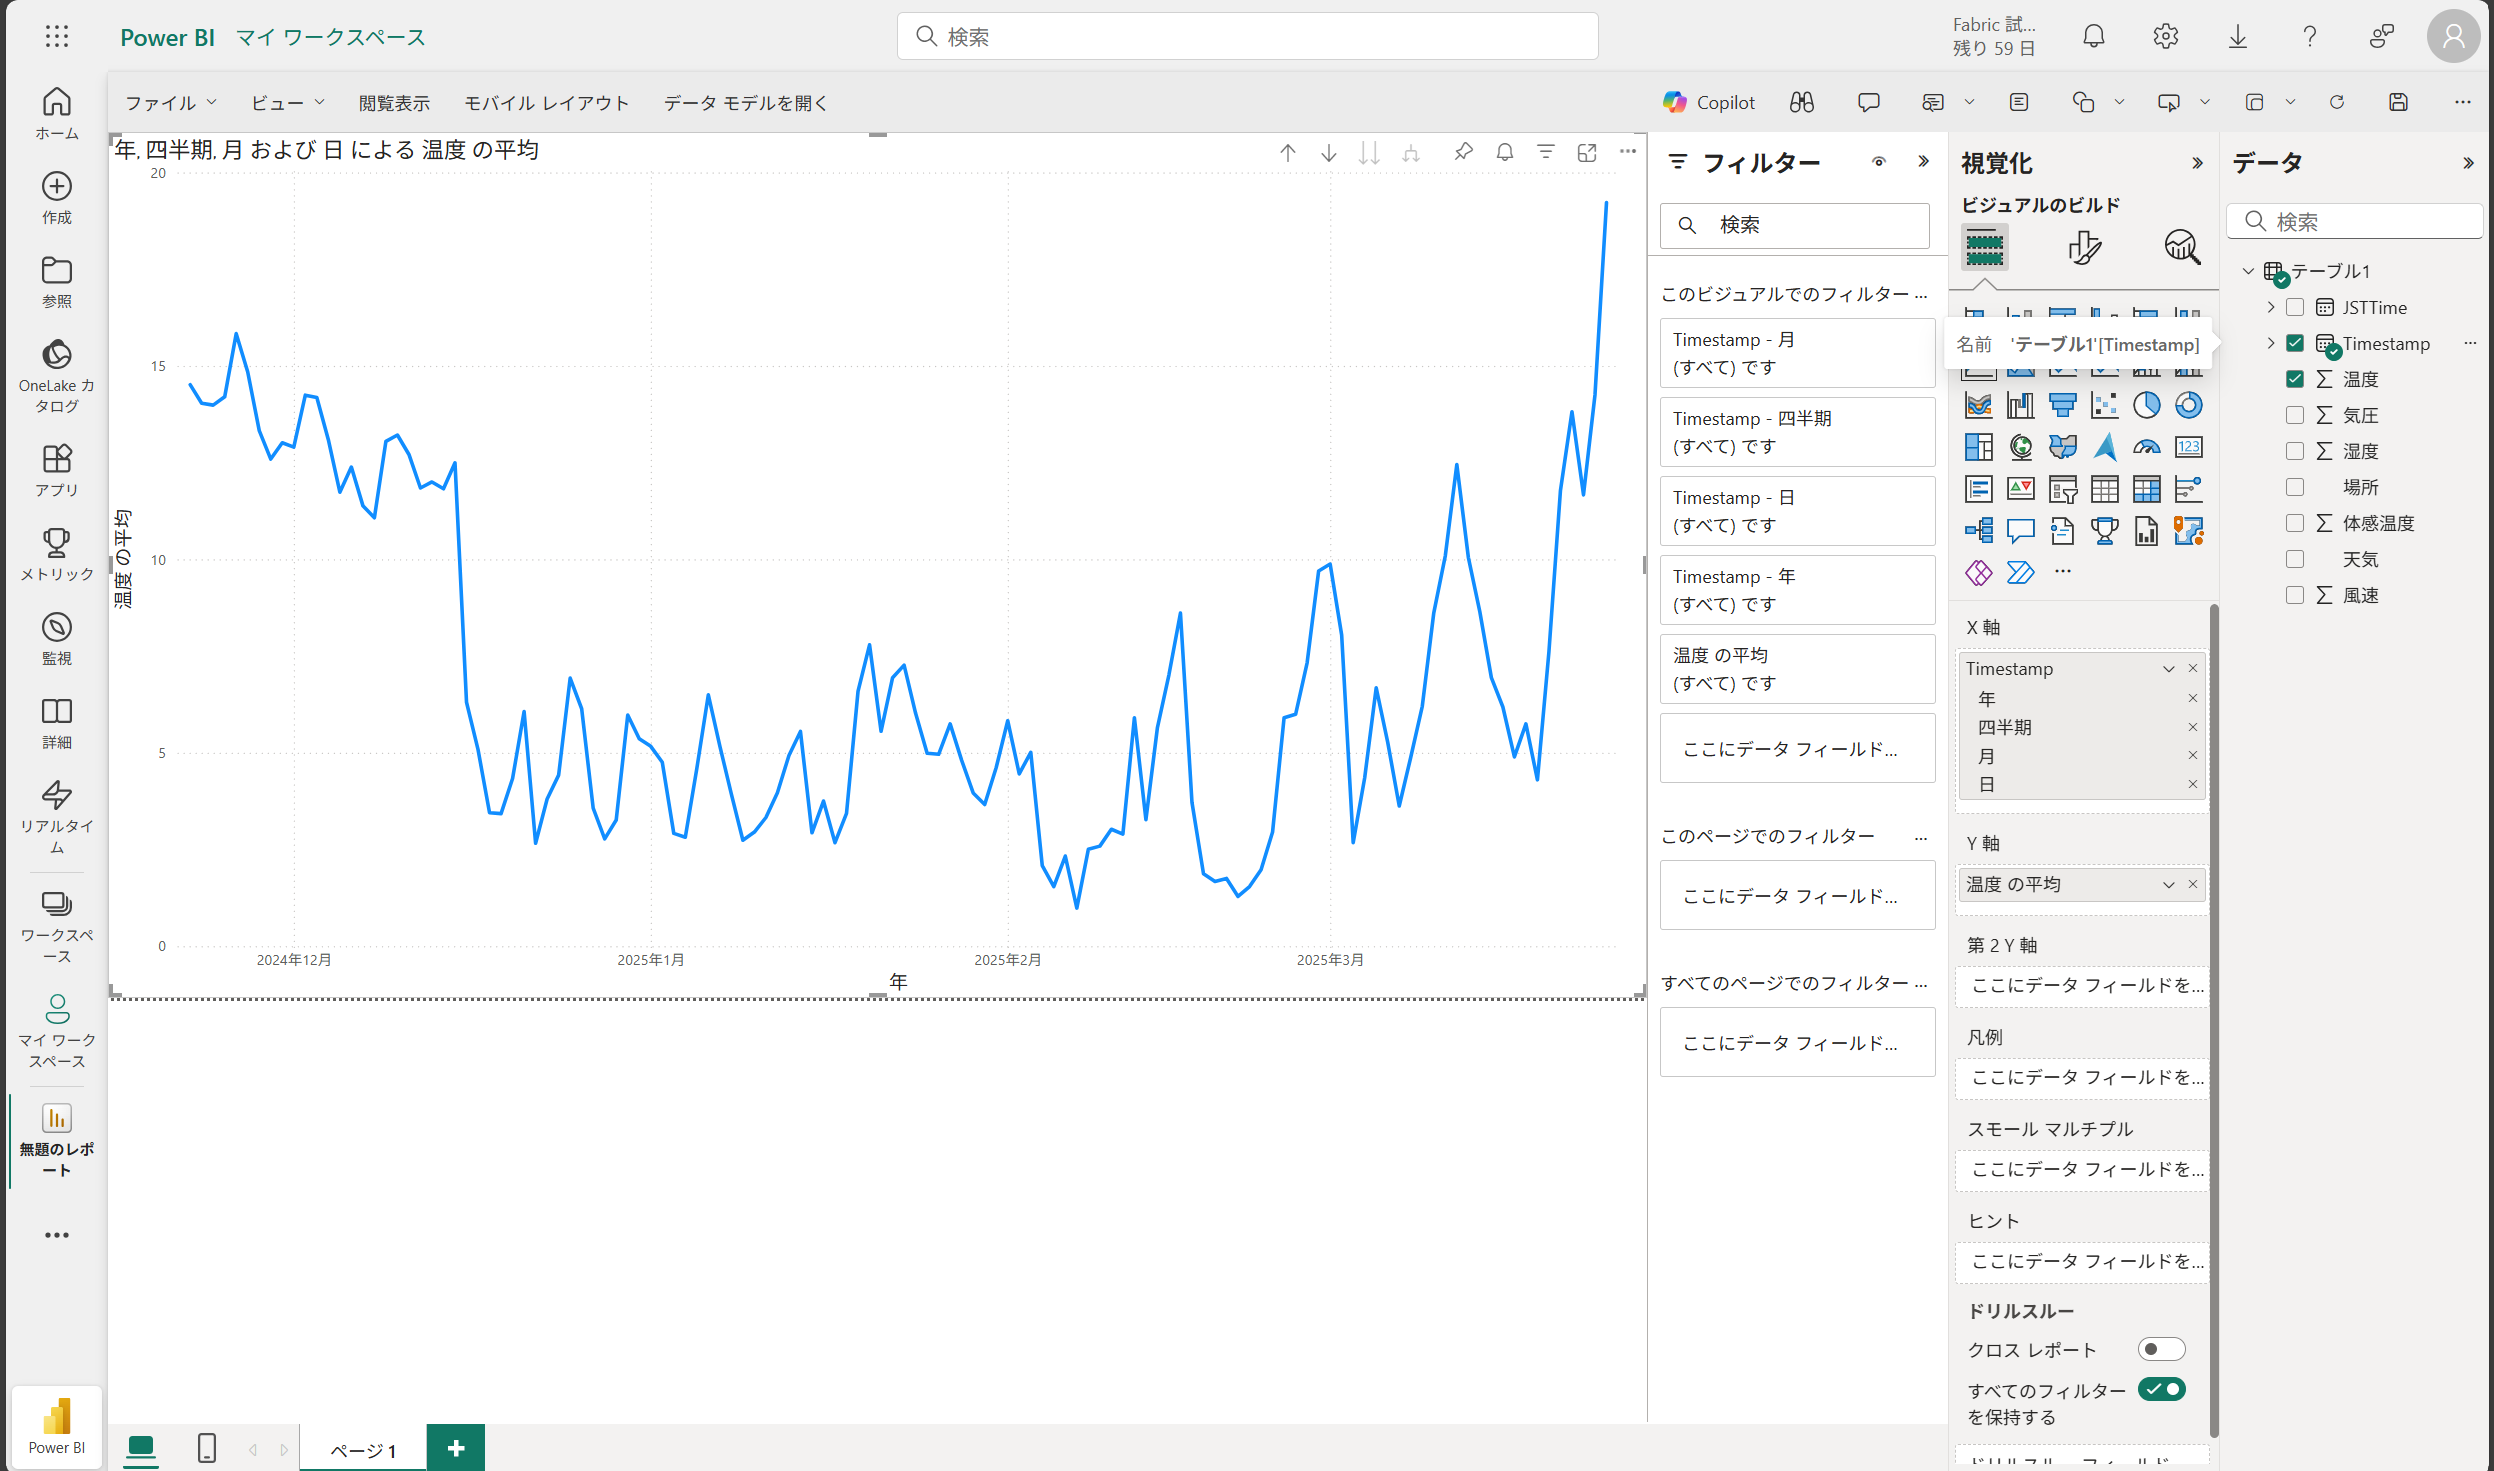 Power BI マイ ワークスペース
検索
Fabric 試...
残り 59 日
ファイル
ビュー
閲覧表示
モバイル レイアウト
データ モデルを開く
Copilot
ホーム
作成
参照
OneLake カ
タログ
アプリ
メトリック
監視
詳細
リアルタイ
ム
ワークスペ
ース
マイ ワーク
スペース
無題のレポ
ート
Power BI
年, 四半期, 月 および 日 による 温度 の平均
温度 の平均
20
15
10
5
0
2024年12月
2025年1月
2025年2月
2025年3月
年
フィルター
検索
このビジュアルでのフィルター ...
Timestamp - 月
(すべて) です
Timestamp - 四半期
(すべて) です
Timestamp - 日
(すべて) です
Timestamp - 年
(すべて) です
温度 の平均
(すべて) です
ここにデータ フィールド...
このページでのフィルター ...
ここにデータ フィールド...
すべてのページでのフィルター ...
ここにデータ フィールド...
視覚化
ビジュアルのビルド
名前 'テーブル1'[Timestamp]
123
...
X 軸
Timestamp
年
四半期
月
日
Y 軸
温度 の平均
第 2 Y 軸
ここにデータ フィールドを...
凡例
ここにデータ フィールドを...
スモール マルチプル
ここにデータ フィールドを...
ヒント
ここにデータ フィールドを...
ドリルスルー
クロス レポート
すべてのフィルター
を保持する
データ
検索
テーブル1
JSTTime
Timestamp
温度
気圧
湿度
場所
体感温度
天気
風速
ページ 1